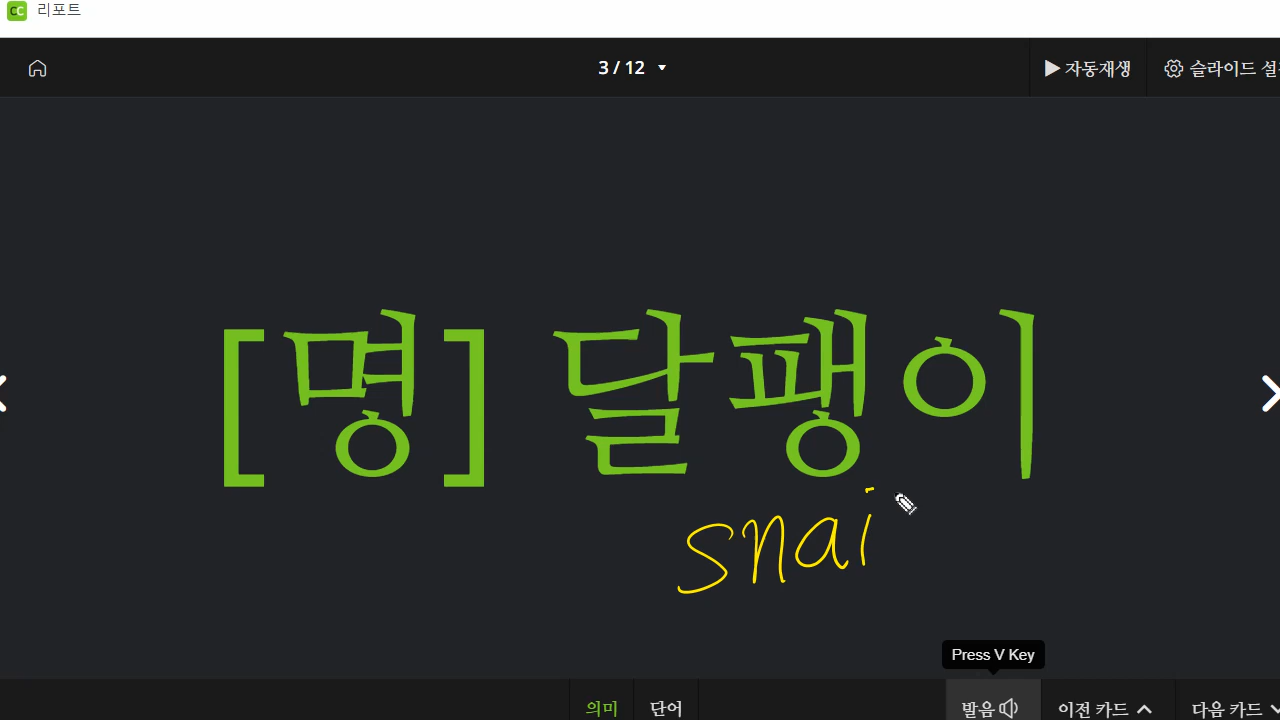 CC 리포트
3 / 12 ▼ ▶ 자동재생 슬라이드 설
[명] 달팽이
snai
Press V Key
의미 단어 발음 이전 카드 다음 카드